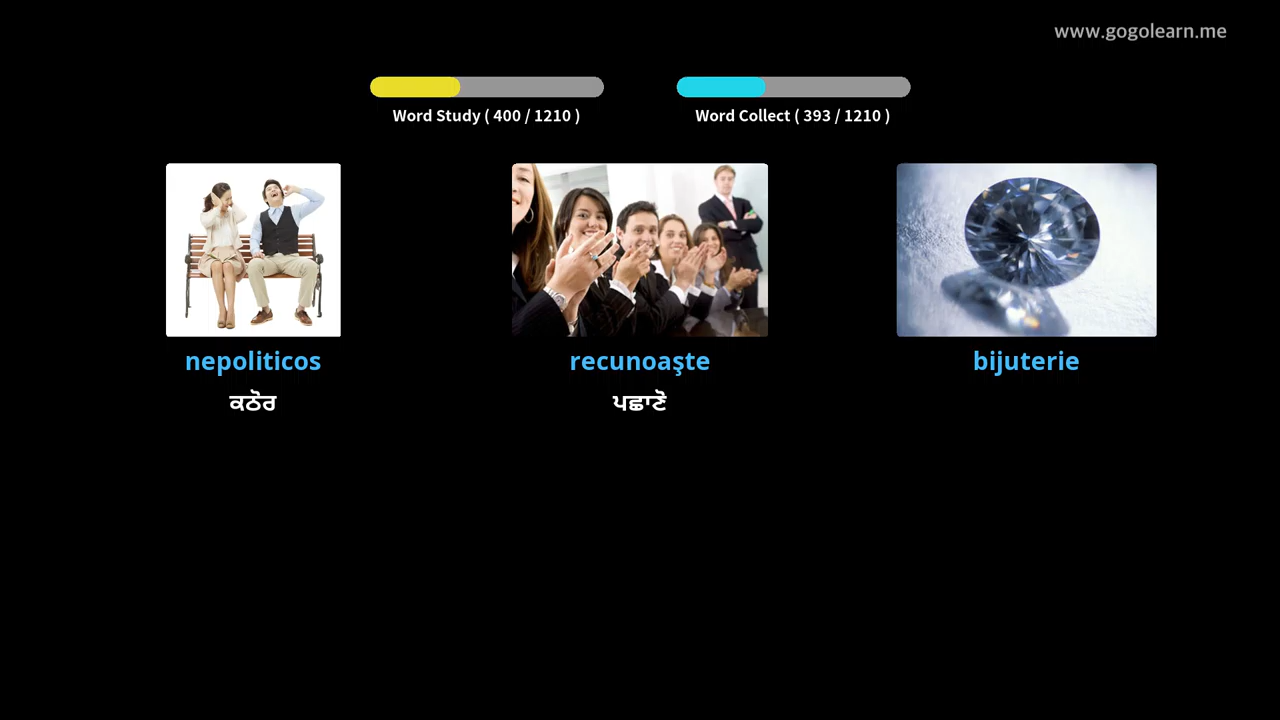 www.gogolearn.me
Word Study ( 400 / 1210 )
Word Collect ( 393 / 1210 )
nepoliticos
recunoaşte
bijuterie
ਕਠੋਰ
ਪਛਾਣੋ